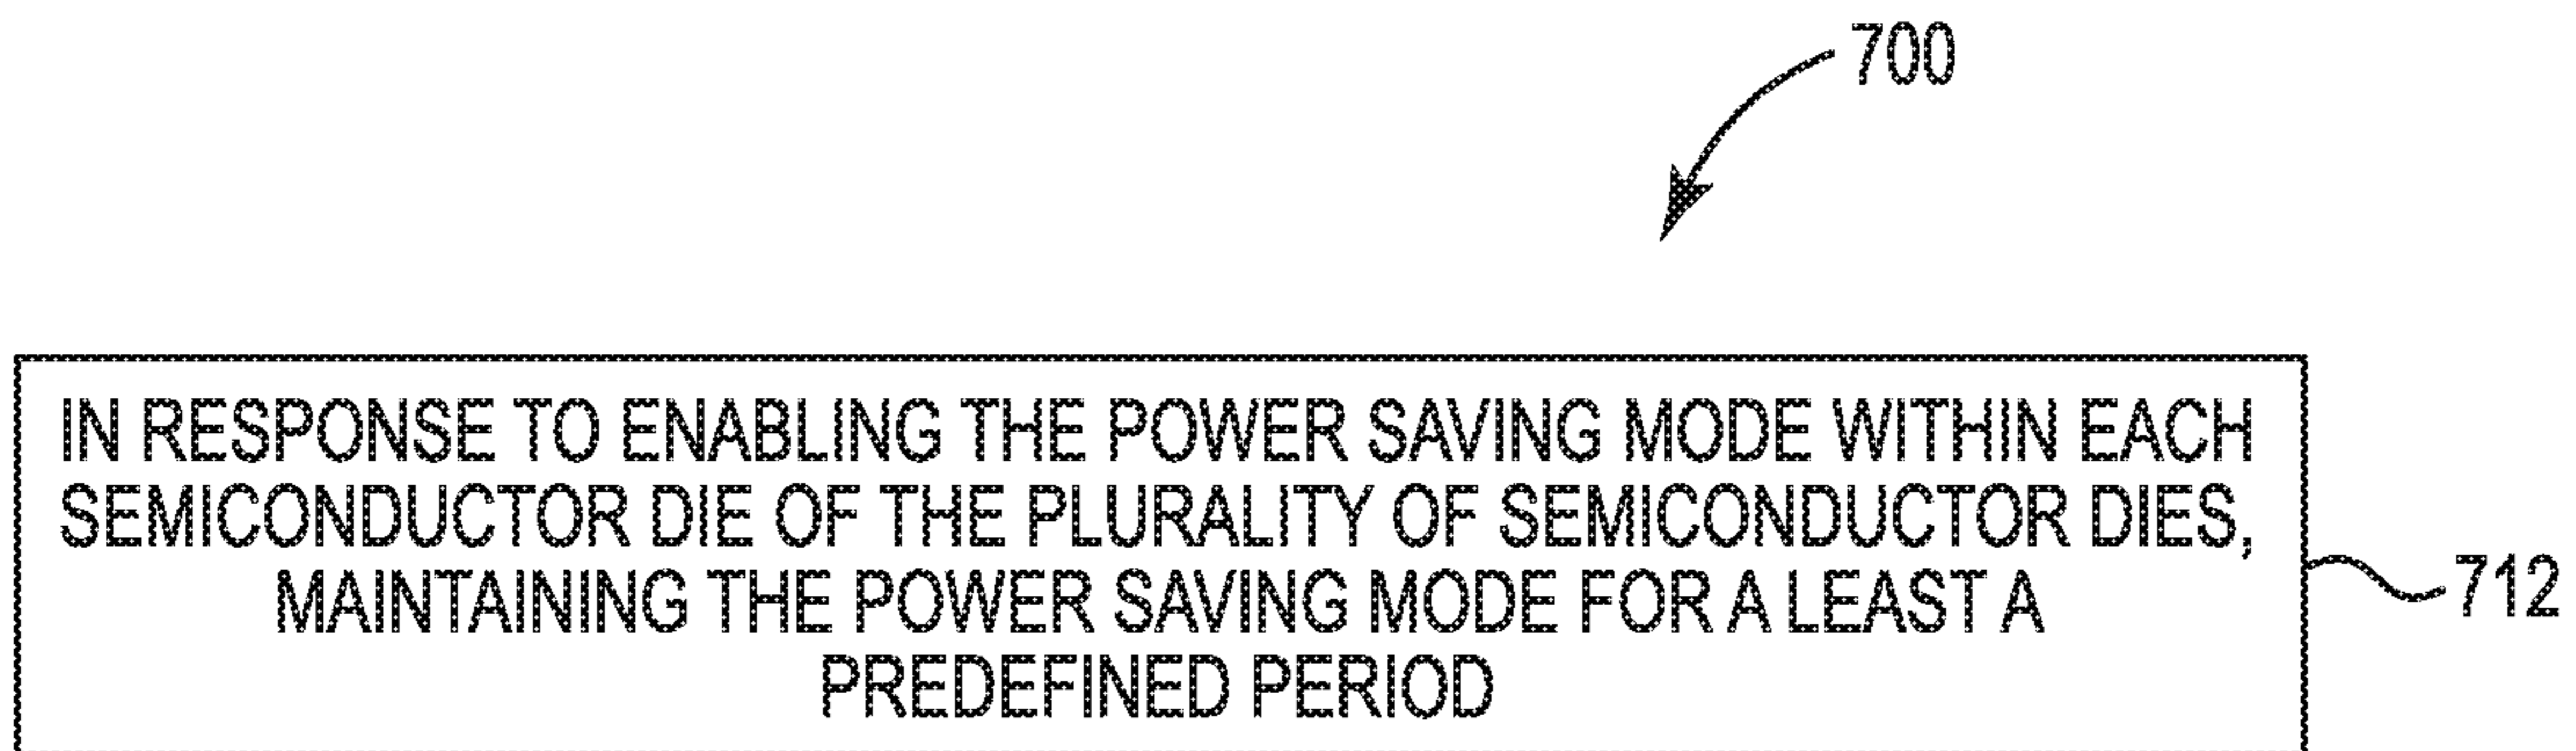 700
IN RESPONSE TO ENABLING THE POWER SAVING MODE WITHIN EACH
SEMICONDUCTOR DIE OF THE PLURALITY OF SEMICONDUCTOR DIES,
MAINTAINING THE POWER SAVING MODE FOR A LEAST A
PREDEFINED PERIOD
712